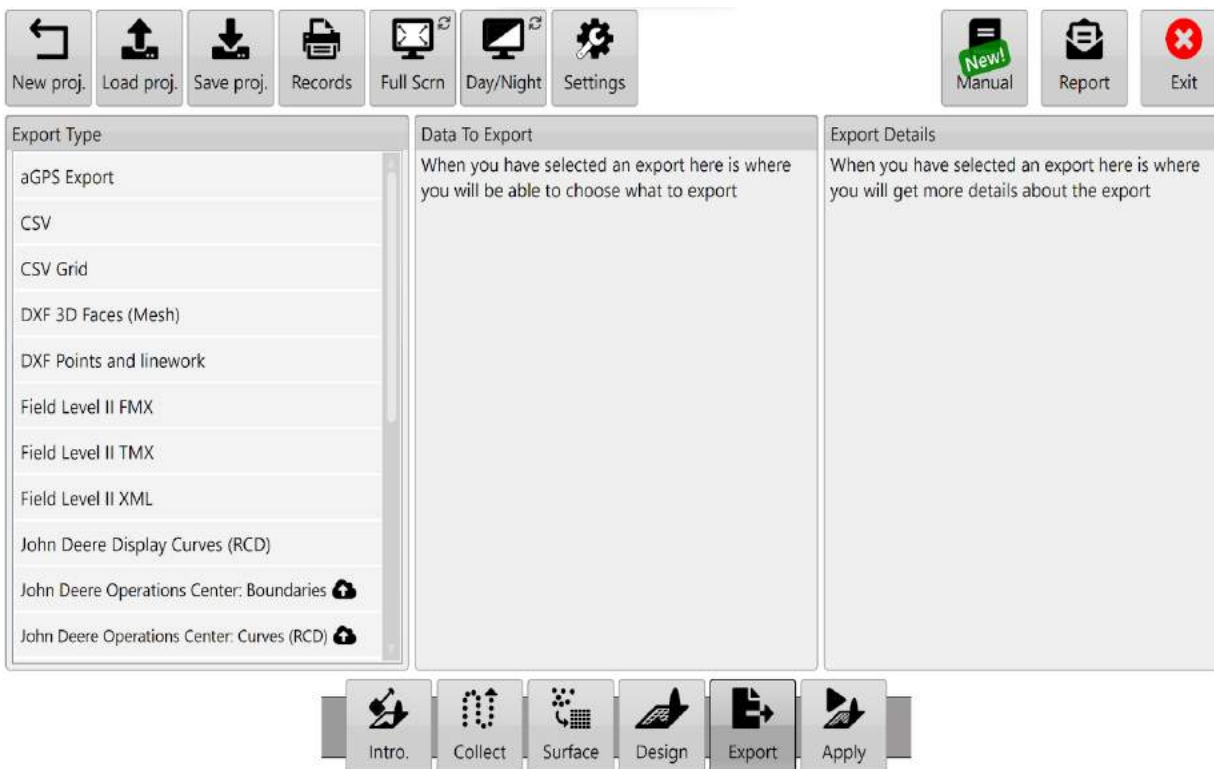 New proj.
Load proj.
Save proj.
Records
Full Scrn
Day/Night
Settings
New!
Manual
Report
Exit
Export Type
aGPS Export
CSV
CSV Grid
DXF 3D Faces (Mesh)
DXF Points and linework
Field Level II FMX
Field Level II TMX
Field Level II XML
John Deere Display Curves (RCD)
John Deere Operations Center: Boundaries
John Deere Operations Center: Curves (RCD)
Data To Export
When you have selected an export here is where
you will be able to choose what to export
Export Details
When you have selected an export here is where
you will get more details about the export
Intro.
Collect
Surface
Design
Export
Apply